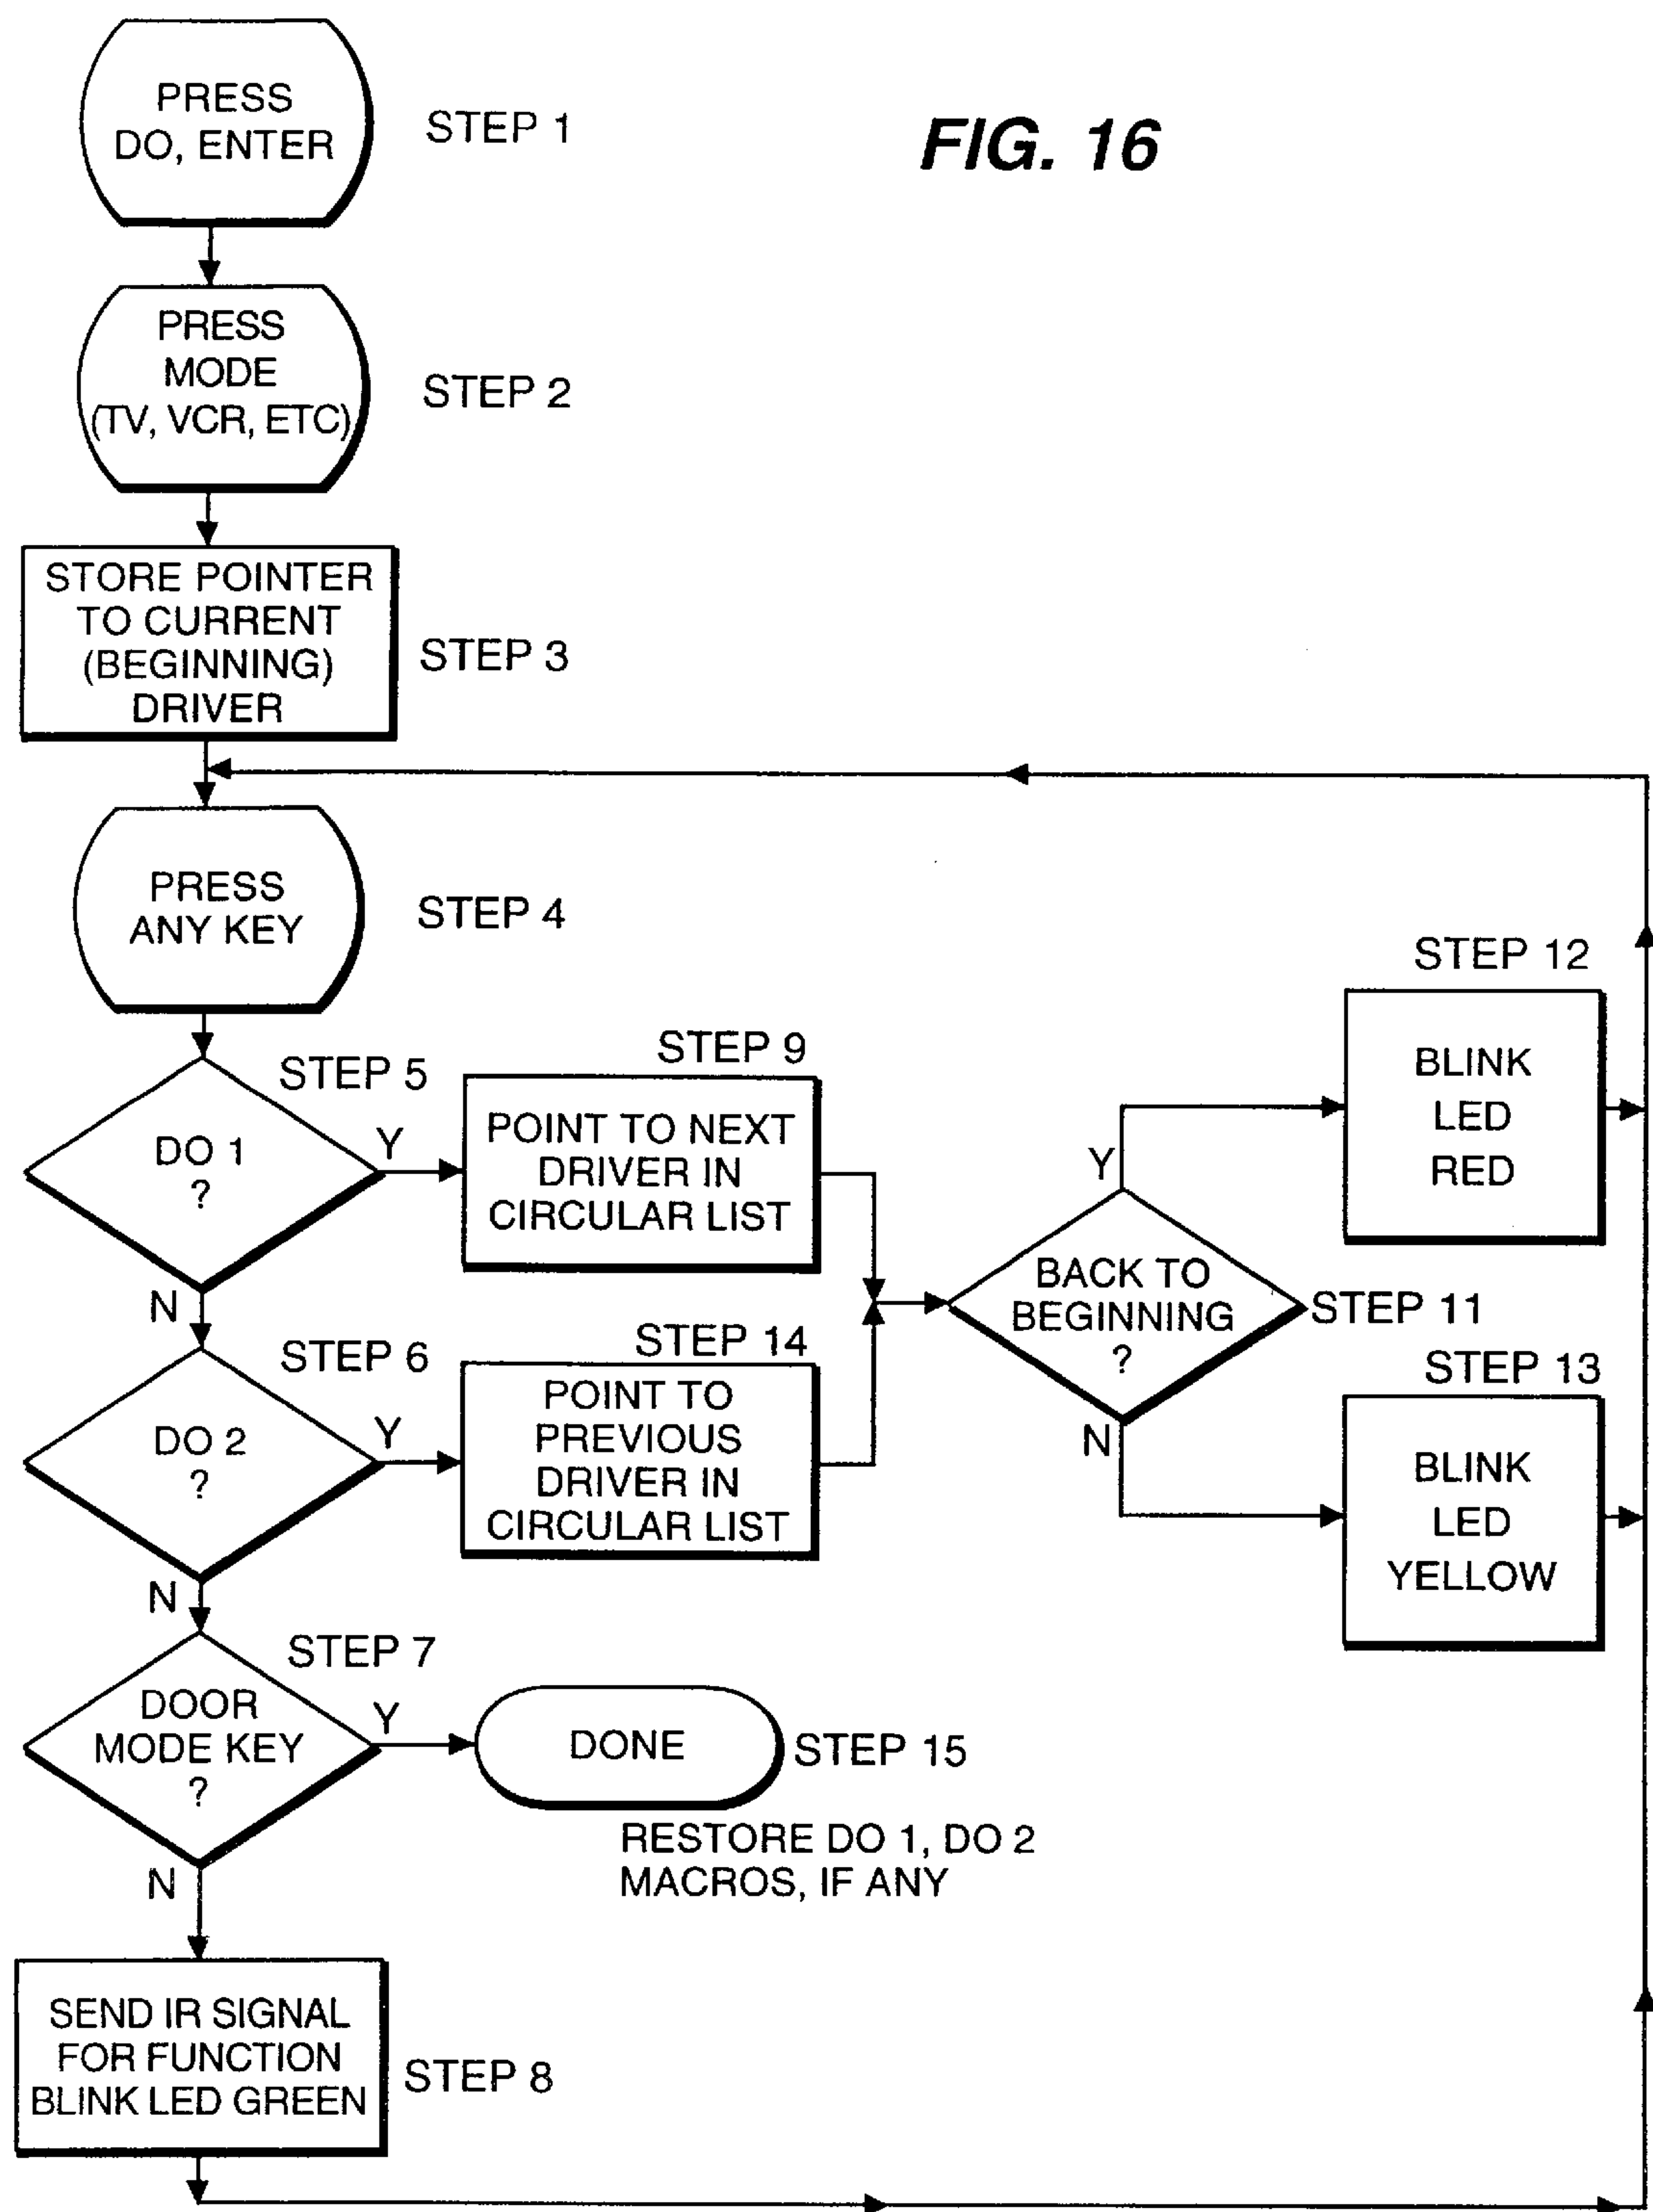 FIG. 16
PRESS
DO, ENTER
STEP 1
PRESS
MODE
(TV, VCR, ETC)
STEP 2
STORE POINTER
TO CURRENT
(BEGINNING)
DRIVER
STEP 3
PRESS
ANY KEY
STEP 4
STEP 5
DO 1
?
Y
N
STEP 9
POINT TO NEXT
DRIVER IN
CIRCULAR LIST
STEP 6
DO 2
?
Y
N
STEP 14
POINT TO
PREVIOUS
DRIVER IN
CIRCULAR LIST
BACK TO
BEGINNING
?
STEP 11
Y
N
STEP 12
BLINK
LED
RED
STEP 13
BLINK
LED
YELLOW
STEP 7
DOOR
MODE KEY
?
Y
N
DONE
STEP 15
RESTORE DO 1, DO 2
MACROS, IF ANY
SEND IR SIGNAL
FOR FUNCTION
BLINK LED GREEN
STEP 8